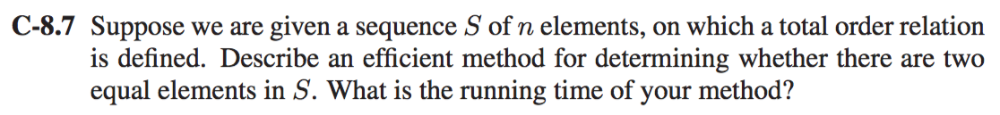 C-8.7 Suppose we are given a sequence S of n elements, on which a total order relation
is defined. Describe an efficient method for determining whether there are two
equal elements in S. What is the running time of your method?